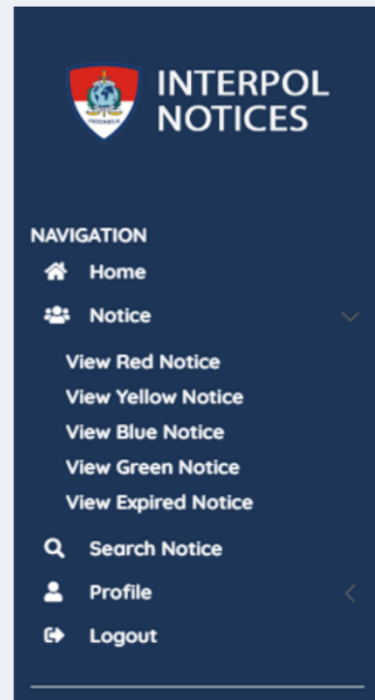 INTERPOL
NOTICES
INDONESIA
NAVIGATION
Home
Notice
View Red Notice
View Yellow Notice
View Blue Notice
View Green Notice
View Expired Notice
Search Notice
Profile
Logout